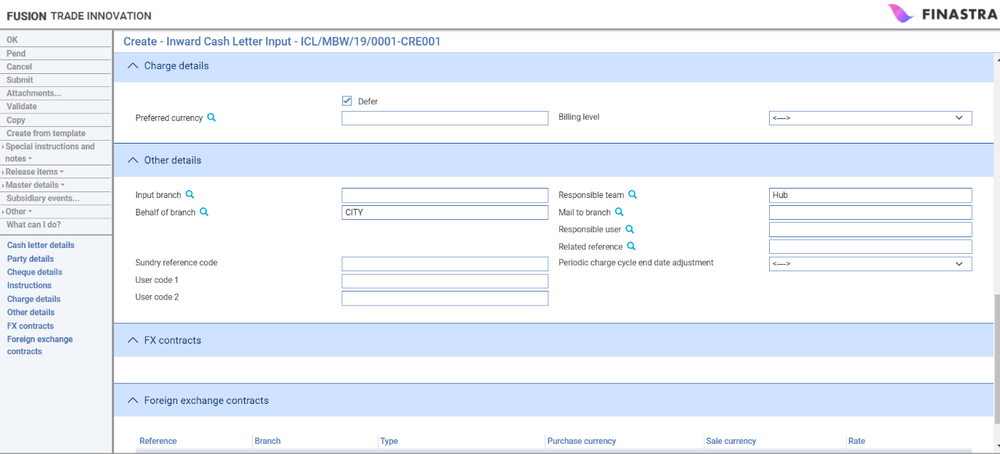 FUSION TRADE INNOVATION
FINASTRA
OK
Pend
Cancel
Submit
Attachments...
Validate
Copy
Create from template
Special instructions and
notes
Release items
Master details
Subsidiary events...
Other
What can I do?
Cash letter details
Party details
Cheque details
Instructions
Charge details
Other details
FX contracts
Foreign exchange
contracts
Create - Inward Cash Letter Input - ICL/MBW/19/0001-CRE001
Charge details
Defer
Preferred currency
Billing level <---->
Other details
Input branch
Responsible team Hub
Behalf of branch CITY
Mail to branch
Responsible user
Related reference
Sundry reference code
Periodic charge cycle end date adjustment <---->
User code 1
User code 2
FX contracts
Foreign exchange contracts
Reference Branch Type Purchase currency Sale currency Rate